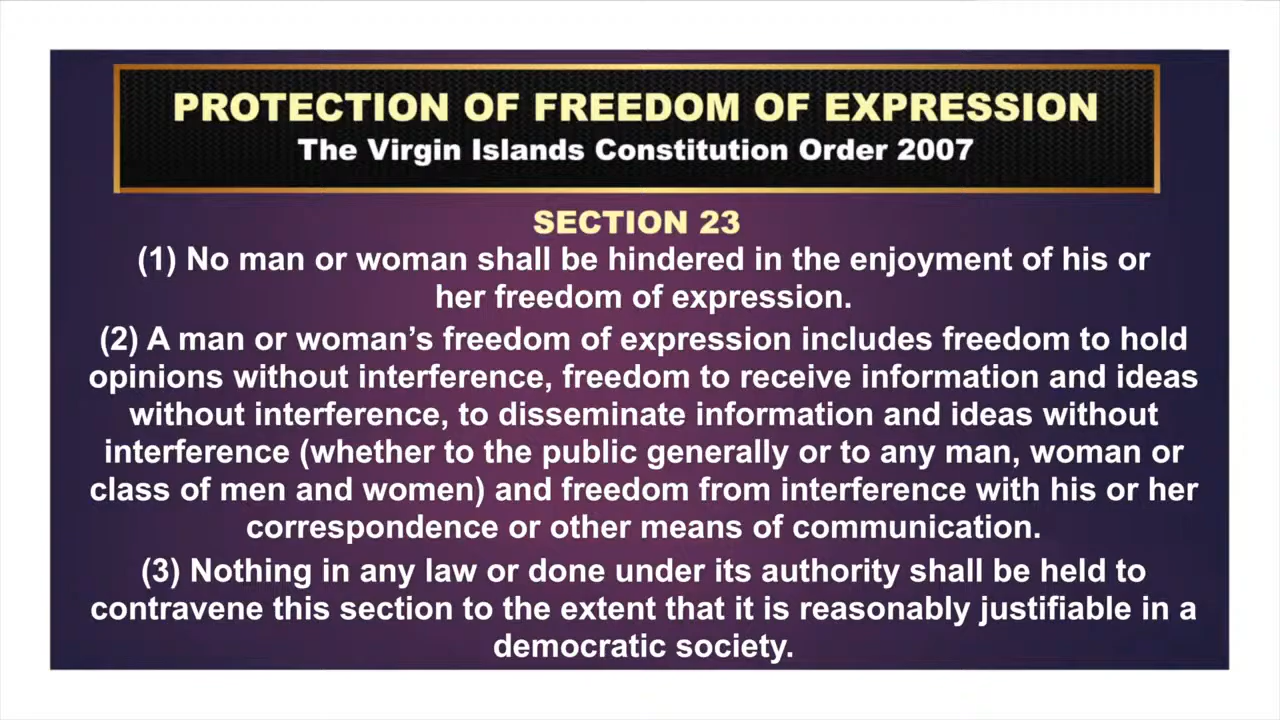 PROTECTION OF FREEDOM OF EXPRESSION
The Virgin Islands Constitution Order 2007
SECTION 23
(1) No man or woman shall be hindered in the enjoyment of his or
her freedom of expression.
(2) A man or woman’s freedom of expression includes freedom to hold
opinions without interference, freedom to receive information and ideas
without interference, to disseminate information and ideas without
interference (whether to the public generally or to any man, woman or
class of men and women) and freedom from interference with his or her
correspondence or other means of communication.
(3) Nothing in any law or done under its authority shall be held to
contravene this section to the extent that it is reasonably justifiable in a
democratic society.